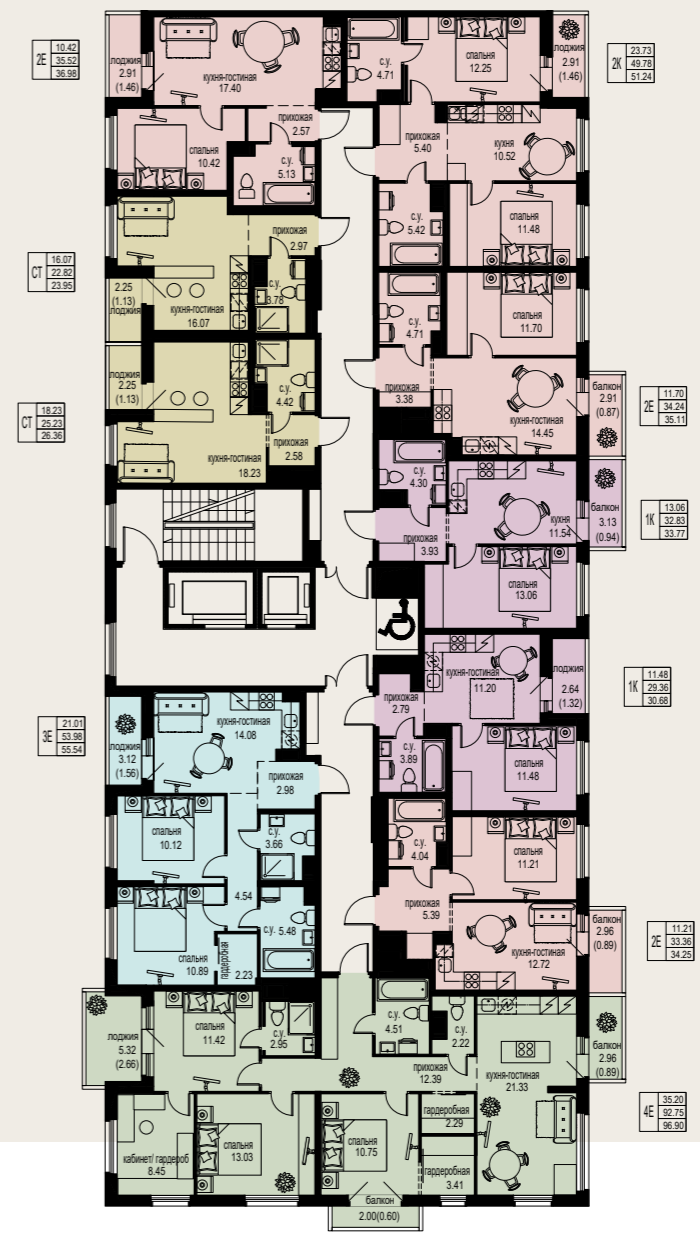 2Е
10.42
35.52
36.98
лоджия
2.91
(1.46)
кухня-гостиная
17.40
с.у.
4.71
спальня
12.25
лоджия
2.91
(1.46)
2К
23.73
49.78
51.24
спальня
10.42
прихожая
2.57
с.у.
5.13
прихожая
5.40
кухня
10.52
СТ
16.07
22.82
23.95
прихожая
2.97
с.у.
3.78
2.25
(1.13)
лоджия
кухня-гостиная
16.07
с.у.
5.42
спальня
11.48
с.у.
4.71
спальня
11.70
СТ
18.23
25.23
26.36
лоджия
2.25
(1.13)
с.у.
4.42
прихожая
2.58
кухня-гостиная
18.23
прихожая
3.38
кухня-гостиная
14.45
балкон
2.91
(0.87)
2Е
11.70
34.24
35.11
с.у.
4.30
прихожая
3.93
кухня
11.54
балкон
3.13
(0.94)
1К
13.06
32.83
33.77
спальня
13.06
кухня-гостиная
11.20
прихожая
2.79
лоджия
2.64
(1.32)
1К
11.48
29.36
30.68
с.у.
3.89
спальня
11.48
3Е
21.01
53.98
55.54
лоджия
3.12
(1.56)
кухня-гостиная
14.08
прихожая
2.98
спальня
10.12
с.у.
3.66
4.54
спальня
10.89
гардеробная
2.23
с.у. 5.48
с.у.
4.04
спальня
11.21
прихожая
5.39
кухня-гостиная
12.72
балкон
2.96
(0.89)
2Е
11.21
33.36
34.25
лоджия
5.32
(2.66)
спальня
11.42
с.у.
2.95
с.у.
4.51
с.у.
2.22
прихожая
12.39
кухня-гостиная
21.33
балкон
2.96
(0.89)
4Е
35.20
92.75
96.90
кабинет/ гардероб
8.45
спальня
13.03
спальня
10.75
гардеробная
2.29
гардеробная
3.41
балкон
2.00(0.60)